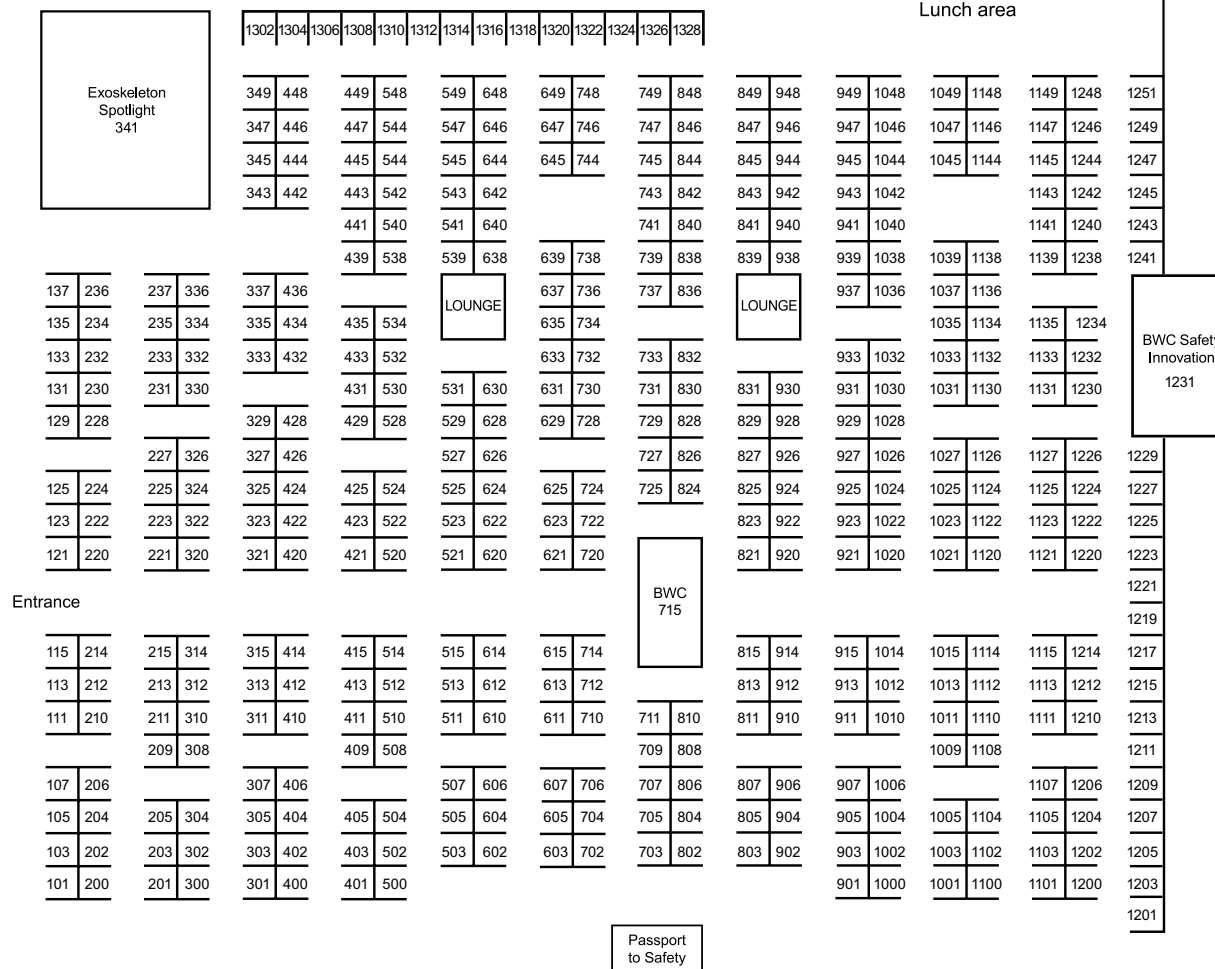 Lunch area
1302 1304 1306 1308 1310 1312 1314 1316 1318 1320 1322 1324 1326 1328
Exoskeleton
Spotlight
341
349 448 449 548 549 648 649 748 749 848 849 948 949 1048 1049 1148 1149 1248 1251
347 446 447 544 547 646 647 746 747 846 847 946 947 1046 1047 1146 1147 1246 1249
345 444 445 544 545 644 645 744 745 844 845 944 945 1044 1045 1144 1145 1244 1247
343 442 443 542 543 642 743 842 843 942 943 1042 1143 1242 1245
441 540 541 640 741 840 841 940 941 1040 1141 1240 1243
439 538 539 638 639 738 739 838 839 938 939 1038 1039 1138 1139 1238 1241
137 236 237 336 337 436 637 736 737 836 937 1036 1037 1136
LOUNGE LOUNGE
135 234 235 334 335 434 435 534 635 734 1035 1134 1135 1234
BWC Safety
Innovation
1231
133 232 233 332 333 432 433 532 633 732 733 832 933 1032 1033 1132 1133 1232
131 230 231 330 431 530 531 630 631 730 731 830 831 930 931 1030 1031 1130 1131 1230
129 228 329 428 429 528 529 628 629 728 729 828 829 928 929 1028
227 326 327 426 527 626 727 826 827 926 927 1026 1027 1126 1127 1226 1229
125 224 225 324 325 424 425 524 525 624 625 724 725 824 825 924 925 1024 1025 1124 1125 1224 1227
123 222 223 322 323 422 423 522 523 622 623 722 823 922 923 1022 1023 1122 1123 1222 1225
121 220 221 320 321 420 421 520 521 620 621 720 821 920 921 1020 1021 1120 1121 1220 1223
Entrance
BWC
715
1221
1219
115 214 215 314 315 414 415 514 515 614 615 714 815 914 915 1014 1015 1114 1115 1214 1217
113 212 213 312 313 412 413 512 513 612 613 712 813 912 913 1012 1013 1112 1113 1212 1215
111 210 211 310 311 410 411 510 511 610 611 710 711 810 811 910 911 1010 1011 1110 1111 1210 1213
209 308 409 508 709 808 1009 1108 1211
107 206 307 406 507 606 607 706 707 806 807 906 907 1006 1107 1206 1209
105 204 205 304 305 404 405 504 505 604 605 704 705 804 805 904 905 1004 1005 1104 1105 1204 1207
103 202 203 302 303 402 403 502 503 602 603 702 703 802 803 902 903 1002 1003 1102 1103 1202 1205
101 200 201 300 301 400 401 500 901 1000 1001 1100 1101 1200 1203
1201
Passport
to Safety